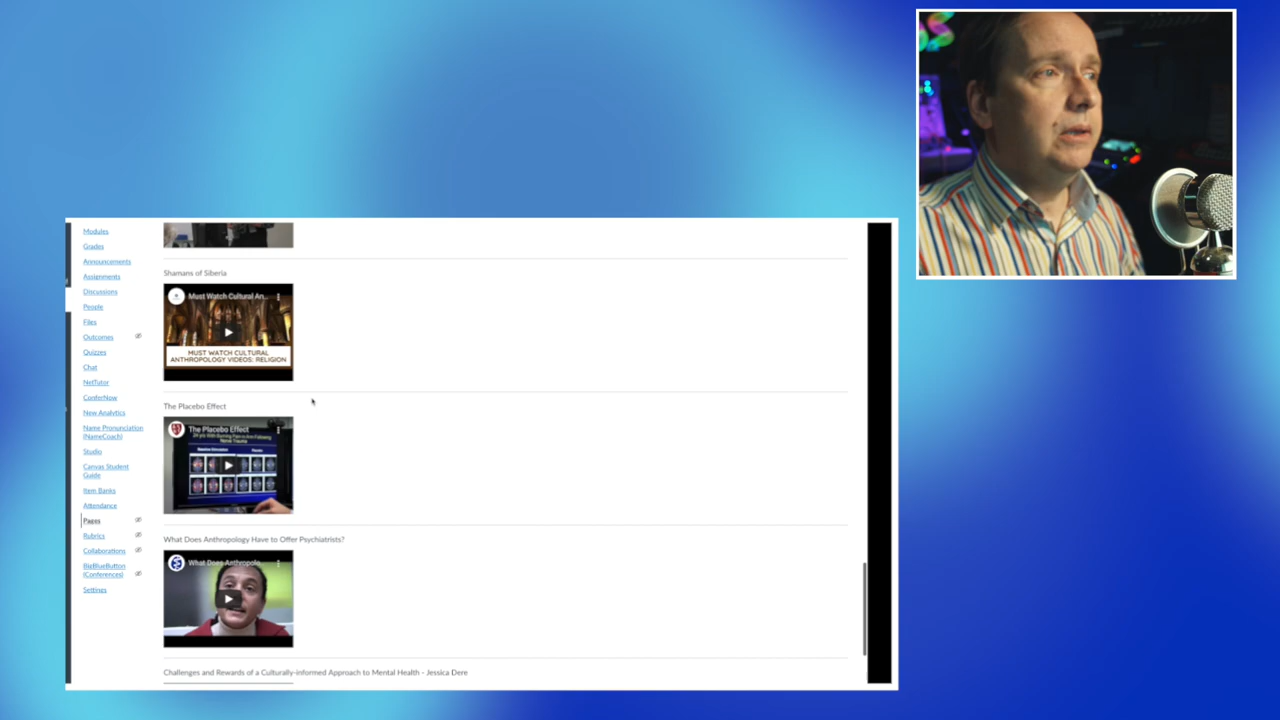 Modules
Grades
Announcements
Assignments
Discussions
People
Files
Outcomes
Quizzes
Chat
NetTutor
ConferNow
New Analytics
Name Pronunciation
(NameCoach)
Studio
Canvas Student
Guide
Item Banks
Attendance
Pages
Rubrics
Collaborations
BigBlueButton
(Conferences)
Settings
Shamans of Siberia
Must Watch Cultural An...
MUST WATCH CULTURAL
ANTHROPOLOGY VIDEOS: RELIGION
The Placebo Effect
The Placebo Effect
What Does Anthropology Have to Offer Psychiatrists?
What Does Anthropolo...
Challenges and Rewards of a Culturally-informed Approach to Mental Health - Jessica Dere